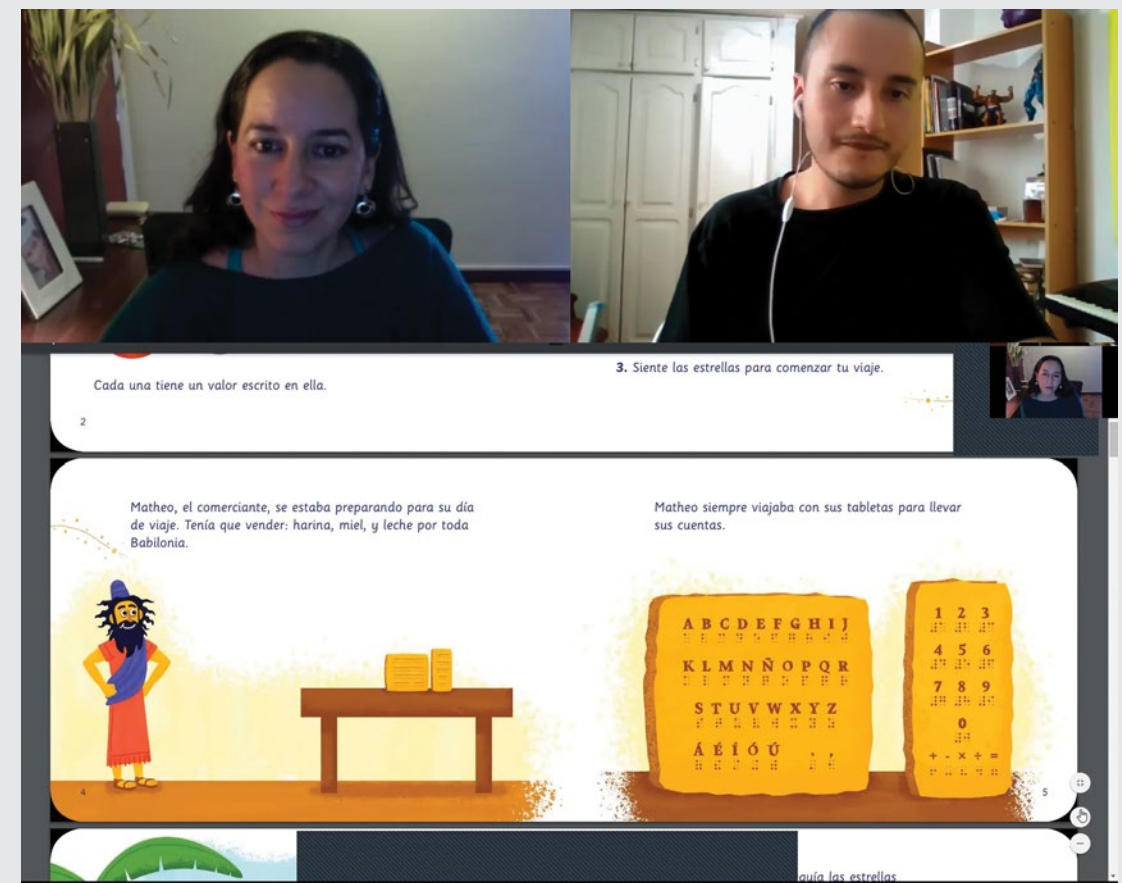 Cada una tiene un valor escrito en ella.
2
3. Siente las estrellas para comenzar tu viaje.
Matheo, el comerciante, se estaba preparando para su día
de viaje. Tenía que vender: harina, miel, y leche por toda
Babilonia.
4
Matheo siempre viajaba con sus tabletas para llevar
sus cuentas.
A B C D E F G H I J
K L M N Ñ O P Q R
S T U V W X Y Z
Á É Í Ó Ú . ,
1 2 3
4 5 6
7 8 9
0
+ - × ÷ =
5
guía las estrellas